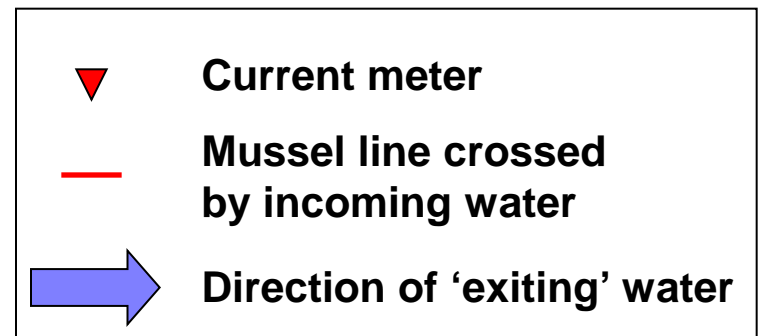 Current meter
Mussel line crossed
by incoming water
Direction of ‘exiting’ water